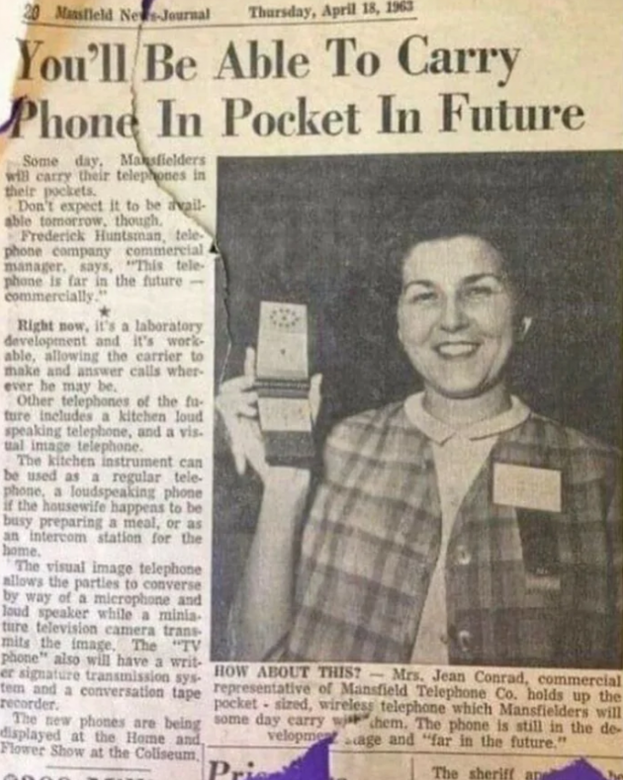 20 Mansfield News-Journal Thursday, April 18, 1963
You'll Be Able To Carry
Phone In Pocket In Future
Some day, Mansfielders
will carry their telephones in
their pockets.
Don't expect it to be avail-
able tomorrow, though.
Frederick Huntsman, tele-
phone company commercial
manager, says, "This tele-
phone is far in the future —
commercially."
★
Right now, it's a laboratory
development and it's work-
able, allowing the carrier to
make and answer calls wher-
ever he may be.
Other telephones of the fu-
ture includes a kitchen loud
speaking telephone, and a vis-
ual image telephone.
The kitchen instrument can
be used as a regular tele-
phone, a loudspeaking phone
if the housewife happens to be
busy preparing a meal, or as
an intercom station for the
home.
The visual image telephone
allows the parties to converse
by way of a microphone and
loud speaker while a minia-
ture television camera trans-
mits the image. The "TV
phone" also will have a writ-
er signature transmission sys-
tem and a conversation tape
recorder.
The new phones are being
displayed at the Home and
Flower Show at the Coliseum.
HOW ABOUT THIS? — Mrs. Jean Conrad, commercial
representative of Mansfield Telephone Co. holds up the
pocket - sized, wireless telephone which Mansfielders will
some day carry with them. The phone is still in the de-
velopment stage and "far in the future."
The sheriff